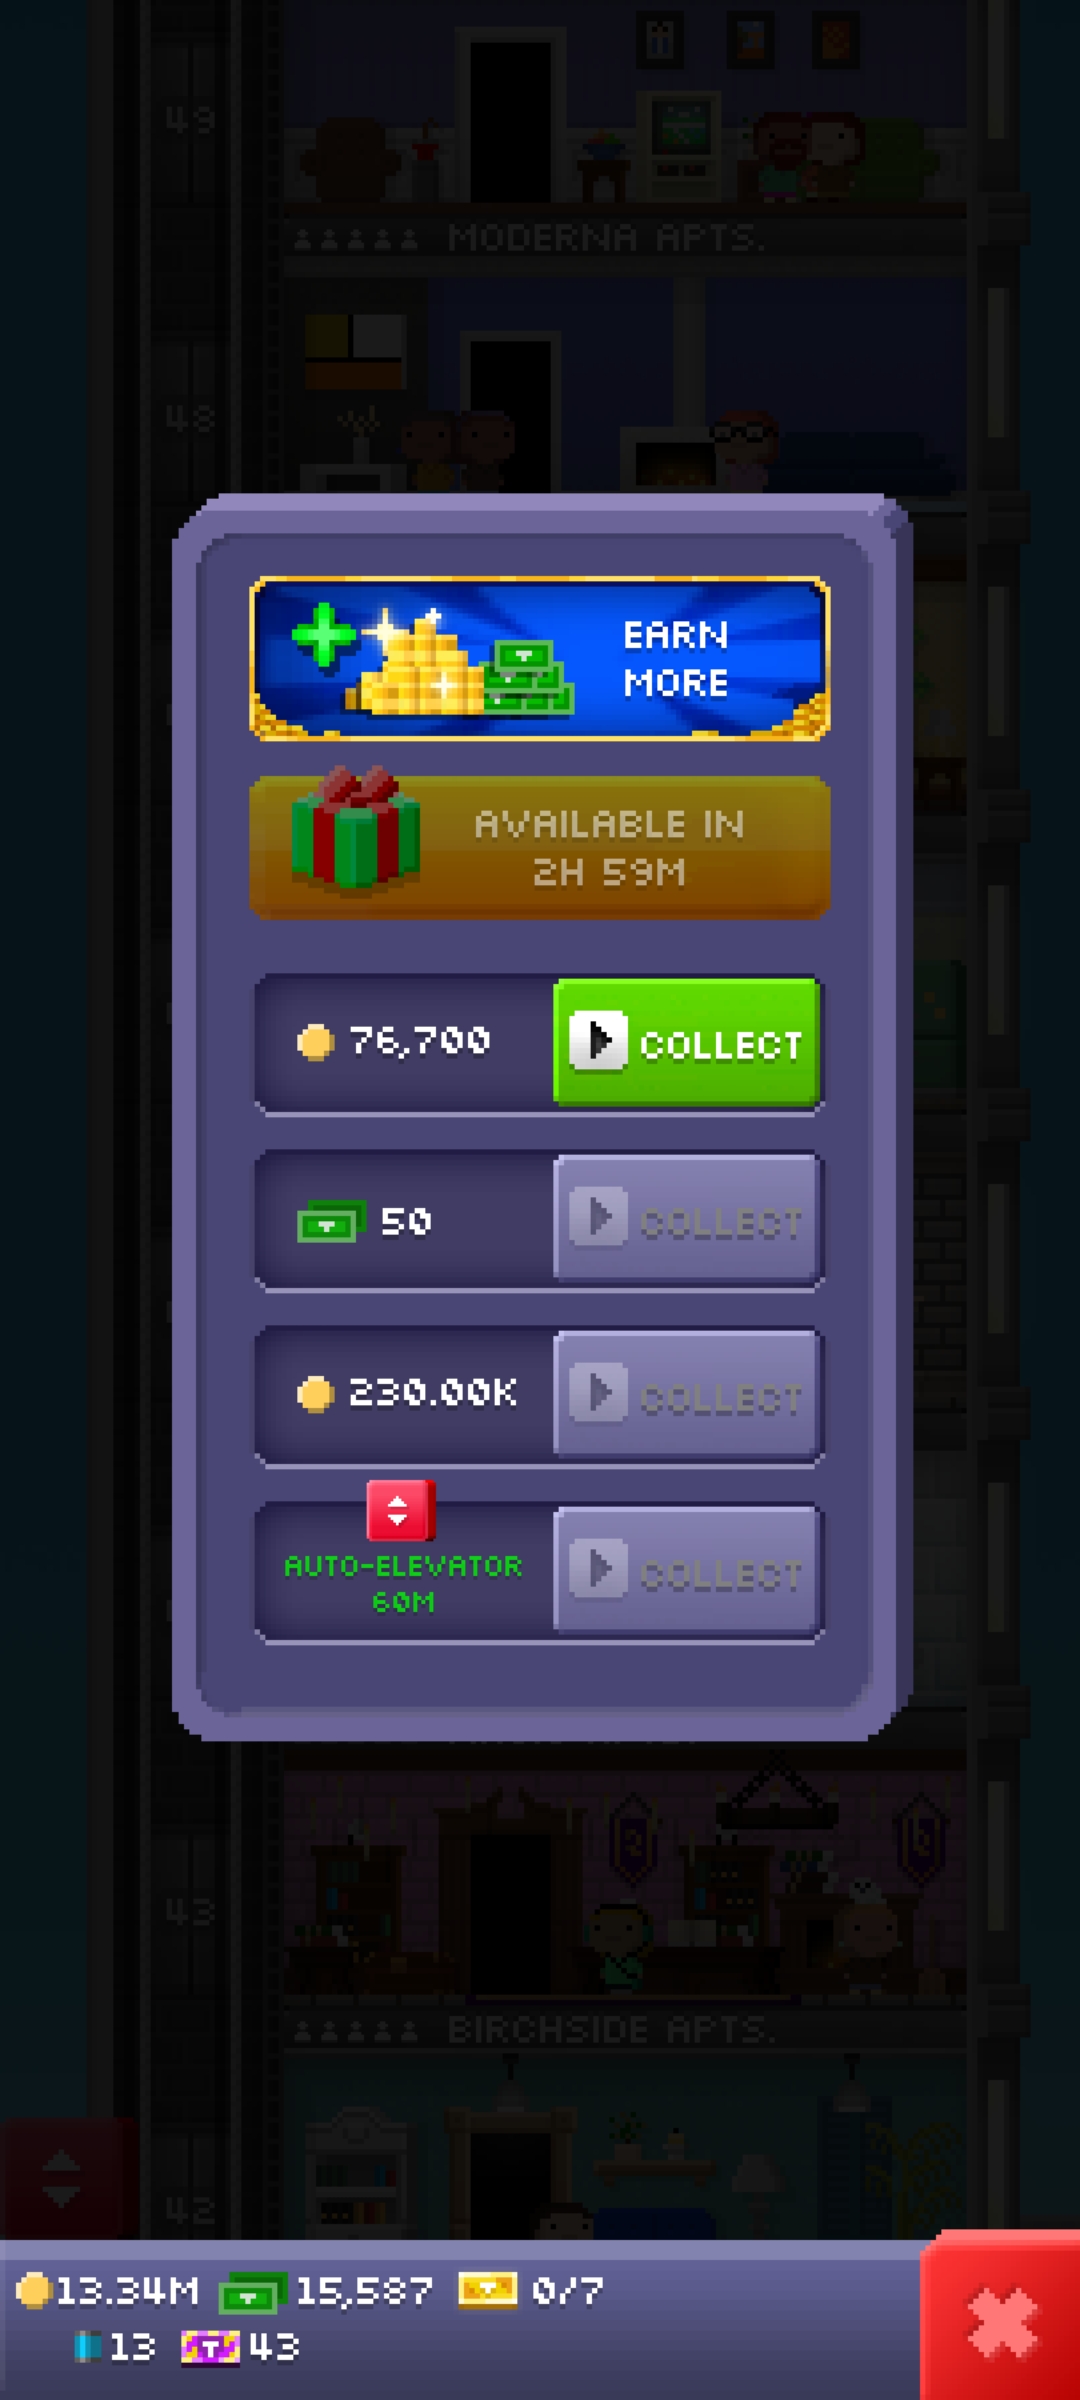 49
MODERNA APTS.
48
EARN
MORE
AVAILABLE IN
2H 59M
76,700
COLLECT
50
COLLECT
230.00K
COLLECT
AUTO-ELEVATOR
60M
COLLECT
43
BIRCHSIDE APTS.
42
13.34M 15,587 0/7
13 43